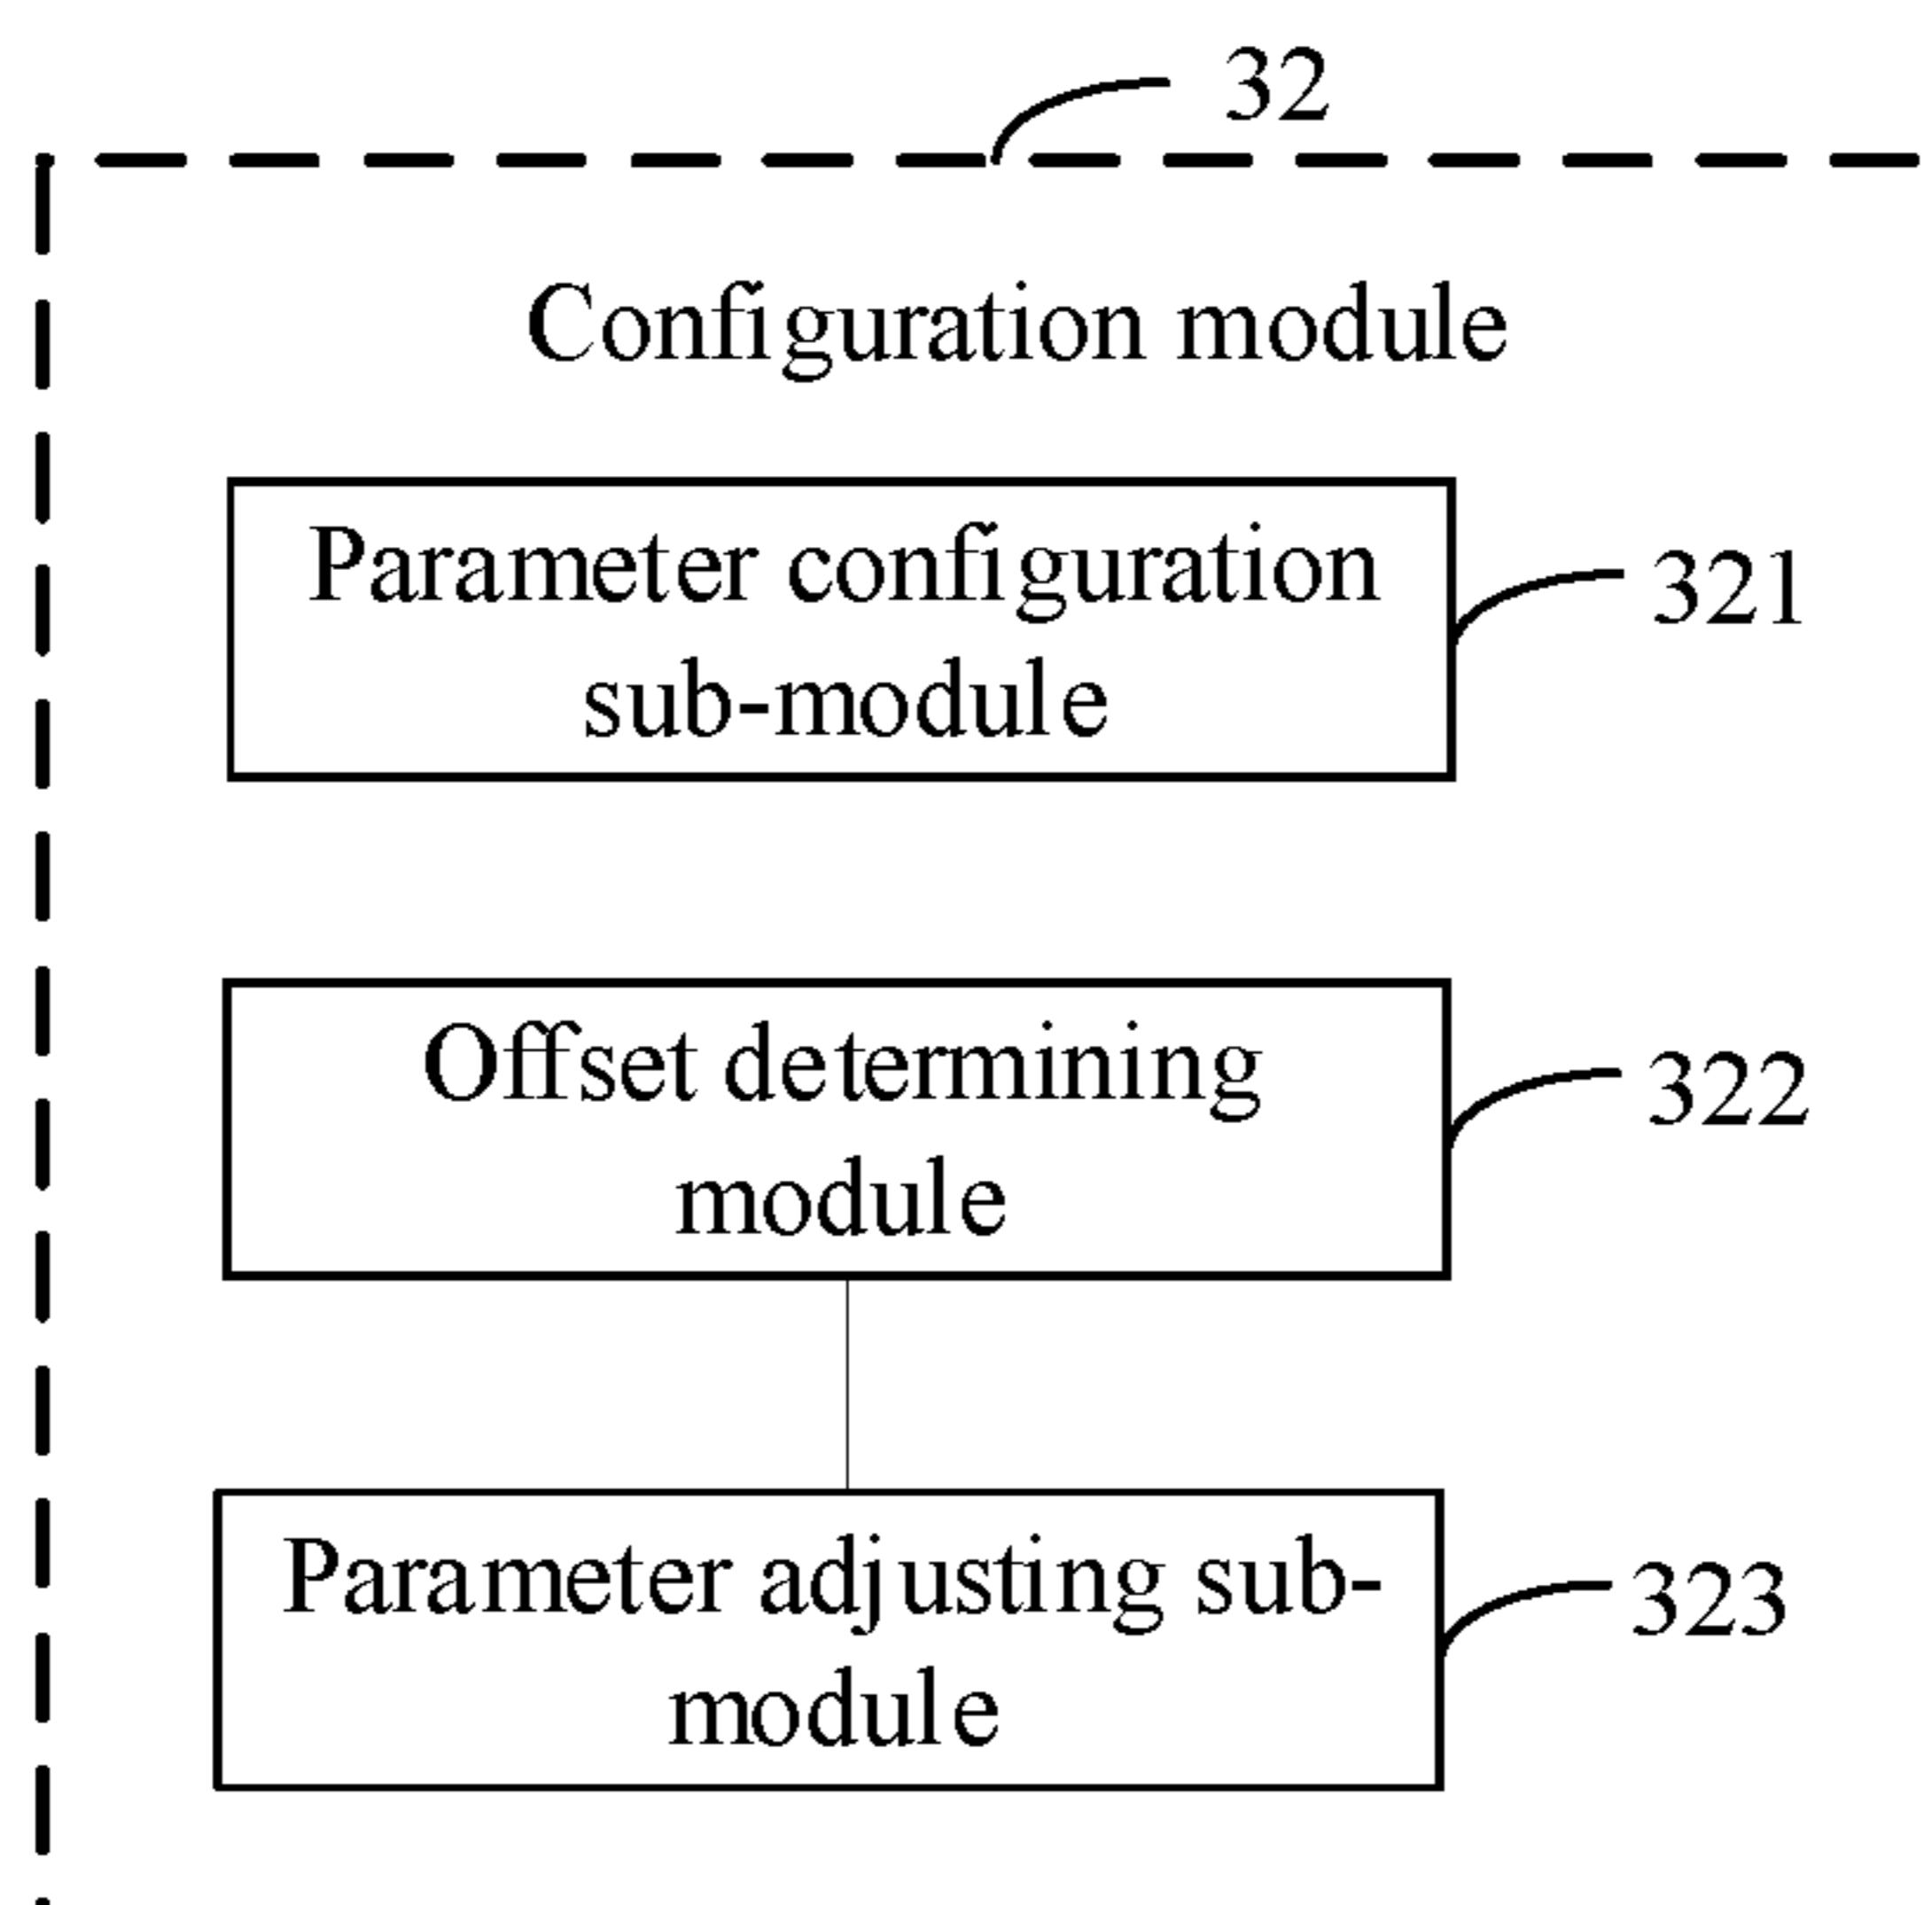 32
Configuration module
Parameter configuration
sub-module
321
Offset determining
module
322
Parameter adjusting sub-
module
323